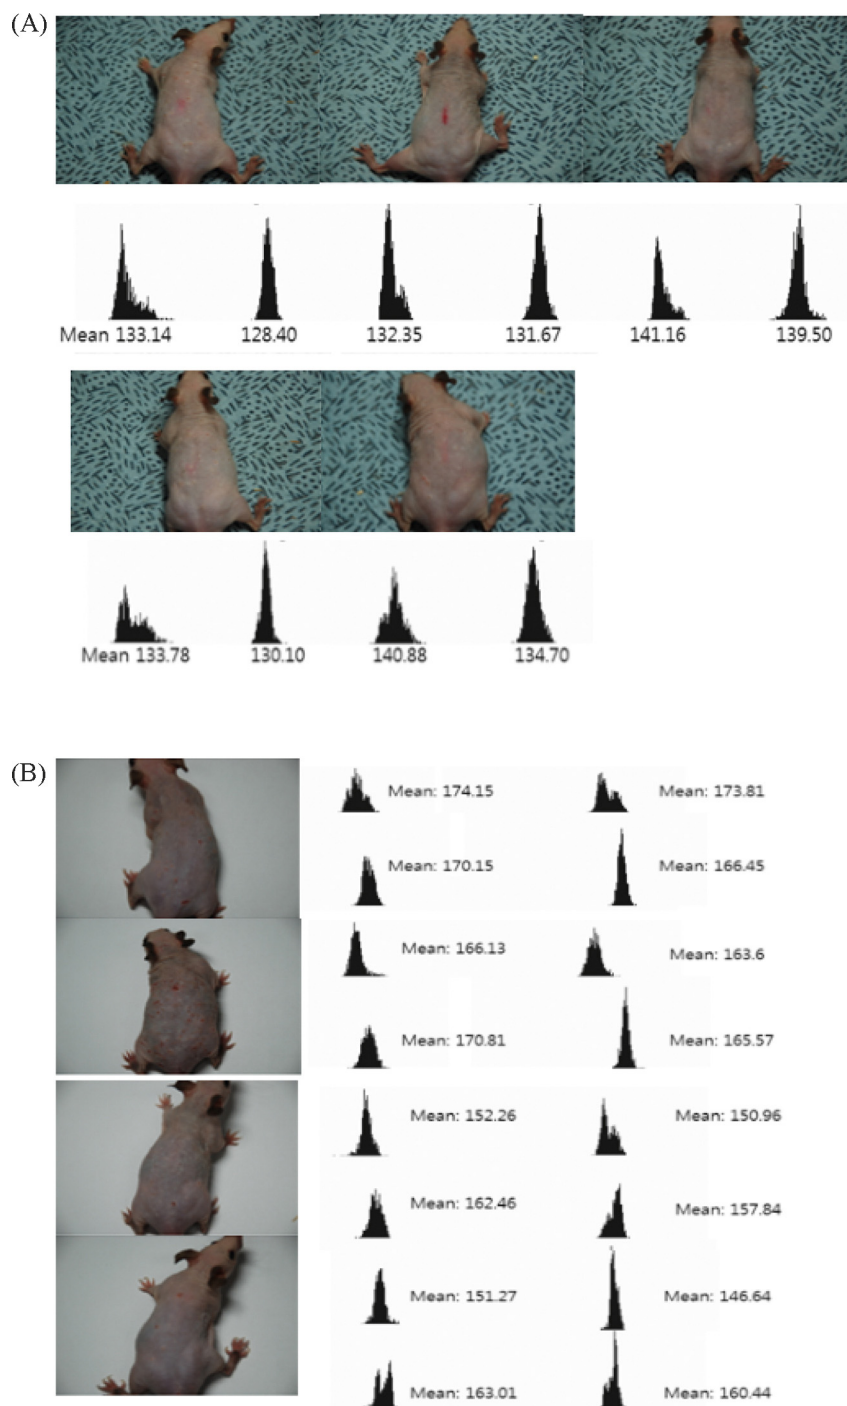 (A)
Mean 133.14 128.40 132.35 131.67 141.16 139.50
Mean 133.78 130.10 140.88 134.70
(B)
Mean: 174.15 Mean: 173.81
Mean: 170.15 Mean: 166.45
Mean: 166.13 Mean: 163.6
Mean: 170.81 Mean: 165.57
Mean: 152.26 Mean: 150.96
Mean: 162.46 Mean: 157.84
Mean: 151.27 Mean: 146.64
Mean: 163.01 Mean: 160.44